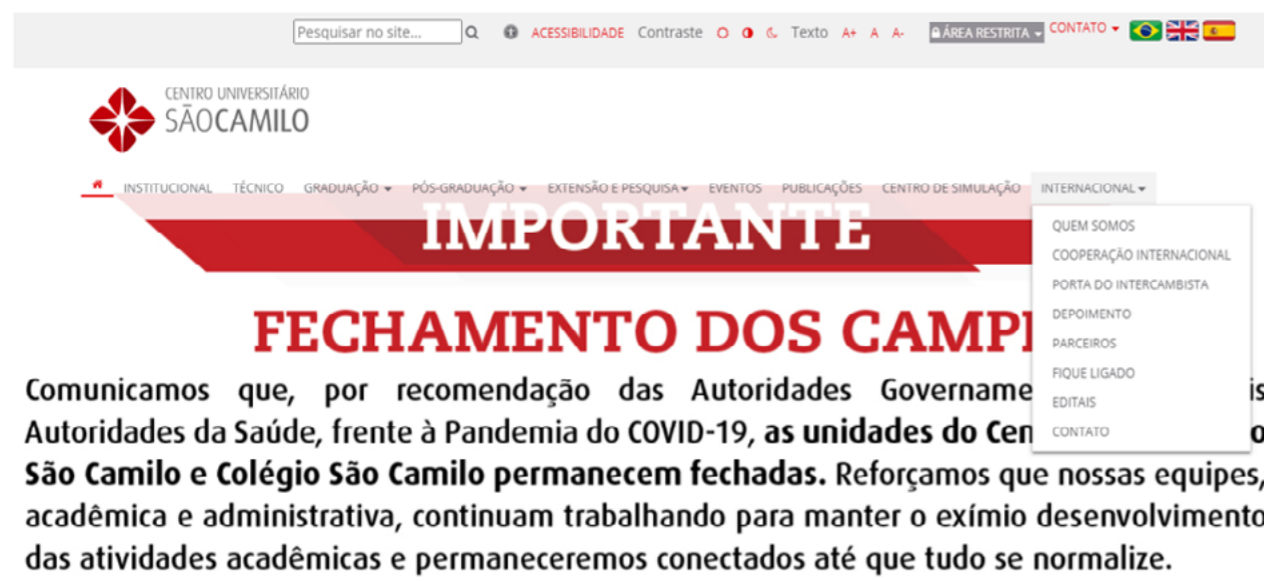 Pesquisar no site... ACESSIBILIDADE Contraste Texto A+ A A- ÁREA RESTRITA CONTATO
CENTRO UNIVERSITÁRIO
SÃOCAMILO
INSTITUCIONAL TÉCNICO GRADUAÇÃO PÓS-GRADUAÇÃO EXTENSÃO E PESQUISA EVENTOS PUBLICAÇÕES CENTRO DE SIMULAÇÃO INTERNACIONAL
QUEM SOMOS
COOPERAÇÃO INTERNACIONAL
PORTA DO INTERCAMBISTA
DEPOIMENTO
PARCEIROS
FIQUE LIGADO
EDITAIS
CONTATO
IMPORTANTE
FECHAMENTO DOS CAMPI
Comunicamos que, por recomendação das Autoridades
Autoridades da Saúde, frente à Pandemia do COVID-19, as unidades do
São Camilo e Colégio São Camilo permanecem fechadas. Reforçamos que nossas equipes,
acadêmica e administrativa, continuam trabalhando para manter o exímio desenvolvimento
das atividades acadêmicas e permaneceremos conectados até que tudo se normalize.